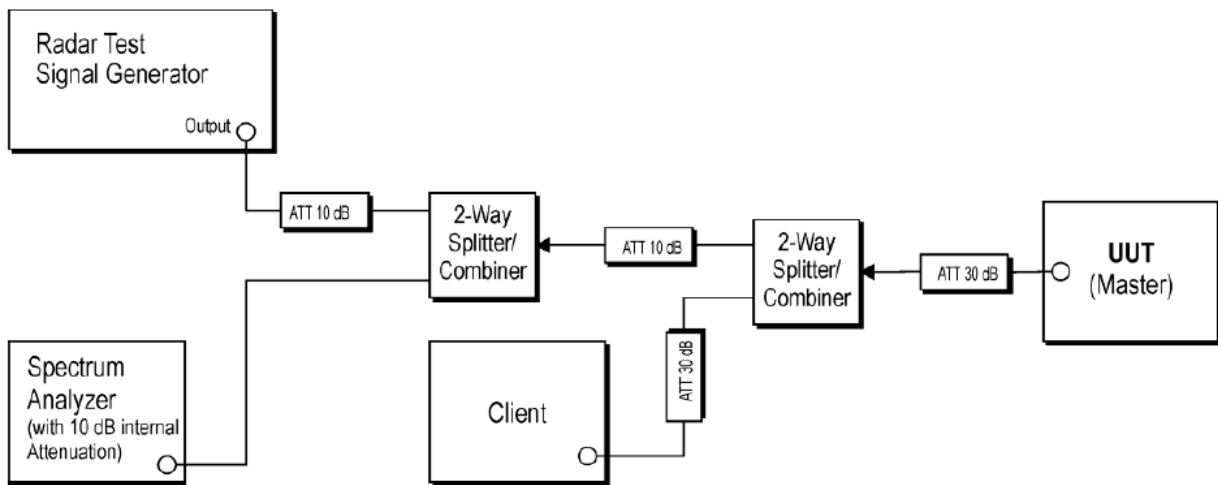 Radar Test
Signal Generator
Output
ATT 10 dB
2-Way
Splitter/
Combiner
ATT 10 dB
2-Way
Splitter/
Combiner
ATT 30 dB
UUT
(Master)
ATT 30 dB
Spectrum
Analyzer
(with 10 dB internal
Attenuation)
Client